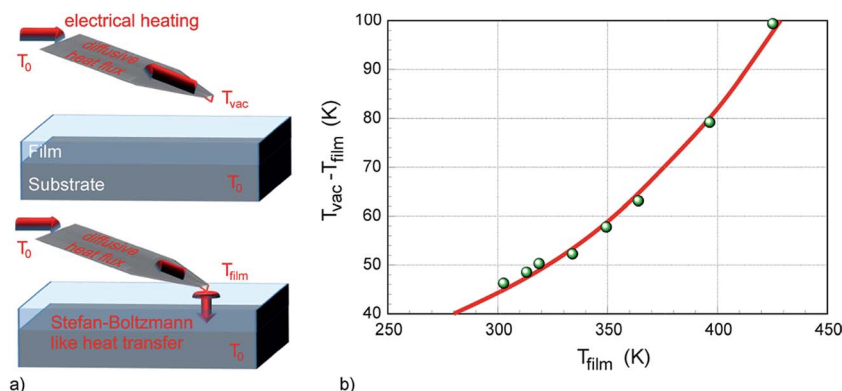 electrical heating
T0
diffusive
heat flux
Tvac
Film
Substrate
T0
T0
diffusive
heat flux
Tfilm
Stefan-Boltzmann
like heat transfer
T0
a)
Tvac - Tfilm (K)
100
90
80
70
60
50
40
250 300 350 400 450
Tfilm (K)
b)